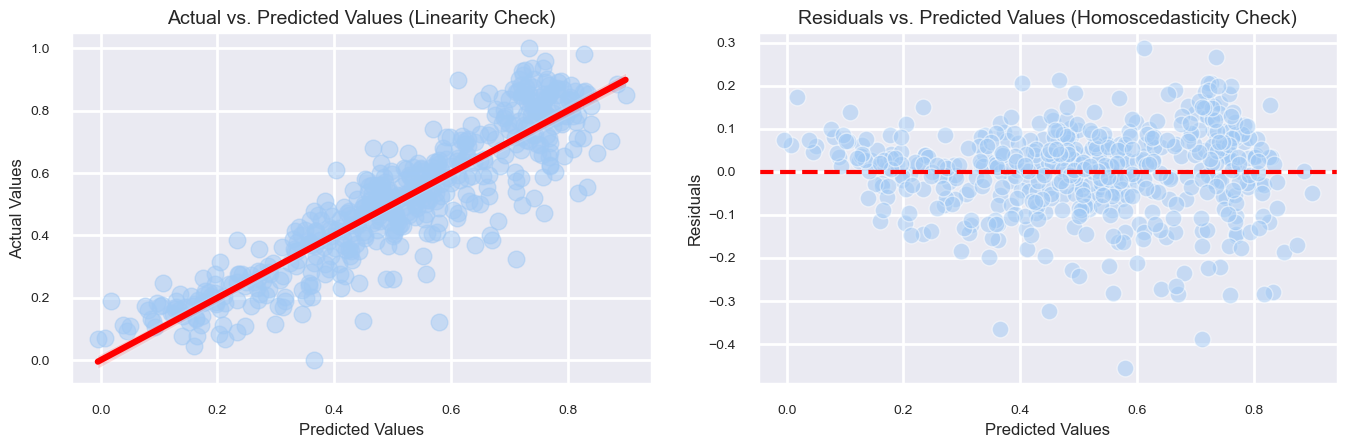 Actual vs. Predicted Values (Linearity Check)
1.0
0.8
0.6
0.4
0.2
0.0
Actual Values
0.0 0.2 0.4 0.6 0.8
Predicted Values
Residuals vs. Predicted Values (Homoscedasticity Check)
0.3
0.2
0.1
0.0
−0.1
−0.2
−0.3
−0.4
Residuals
0.0 0.2 0.4 0.6 0.8
Predicted Values